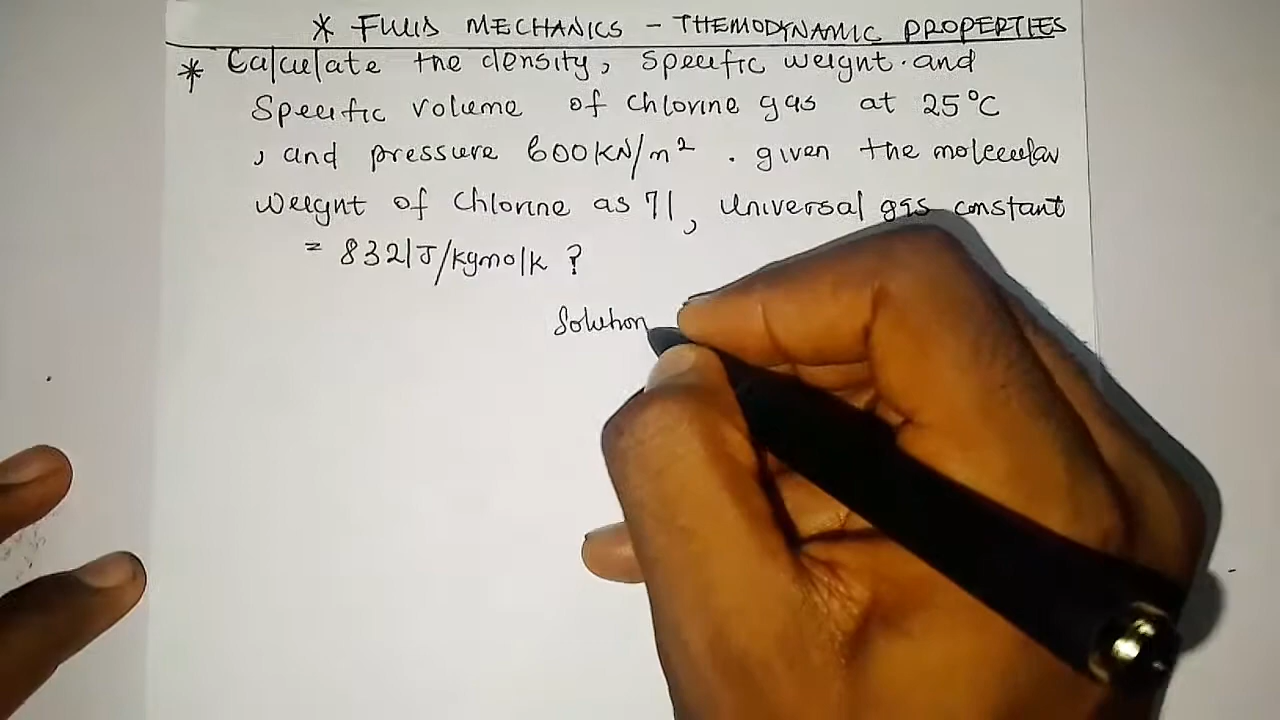 * FLUID MECHANICS - THEMODYNAMIC PROPERTIES
* Calculate the density, specific weight. and
specific volume of chlorine gas at 25°C
, and pressure 600KN/m² . given the molecular
weight of chlorine as 71, universal gas constant
= 8321J/kgmolk ?
Solution